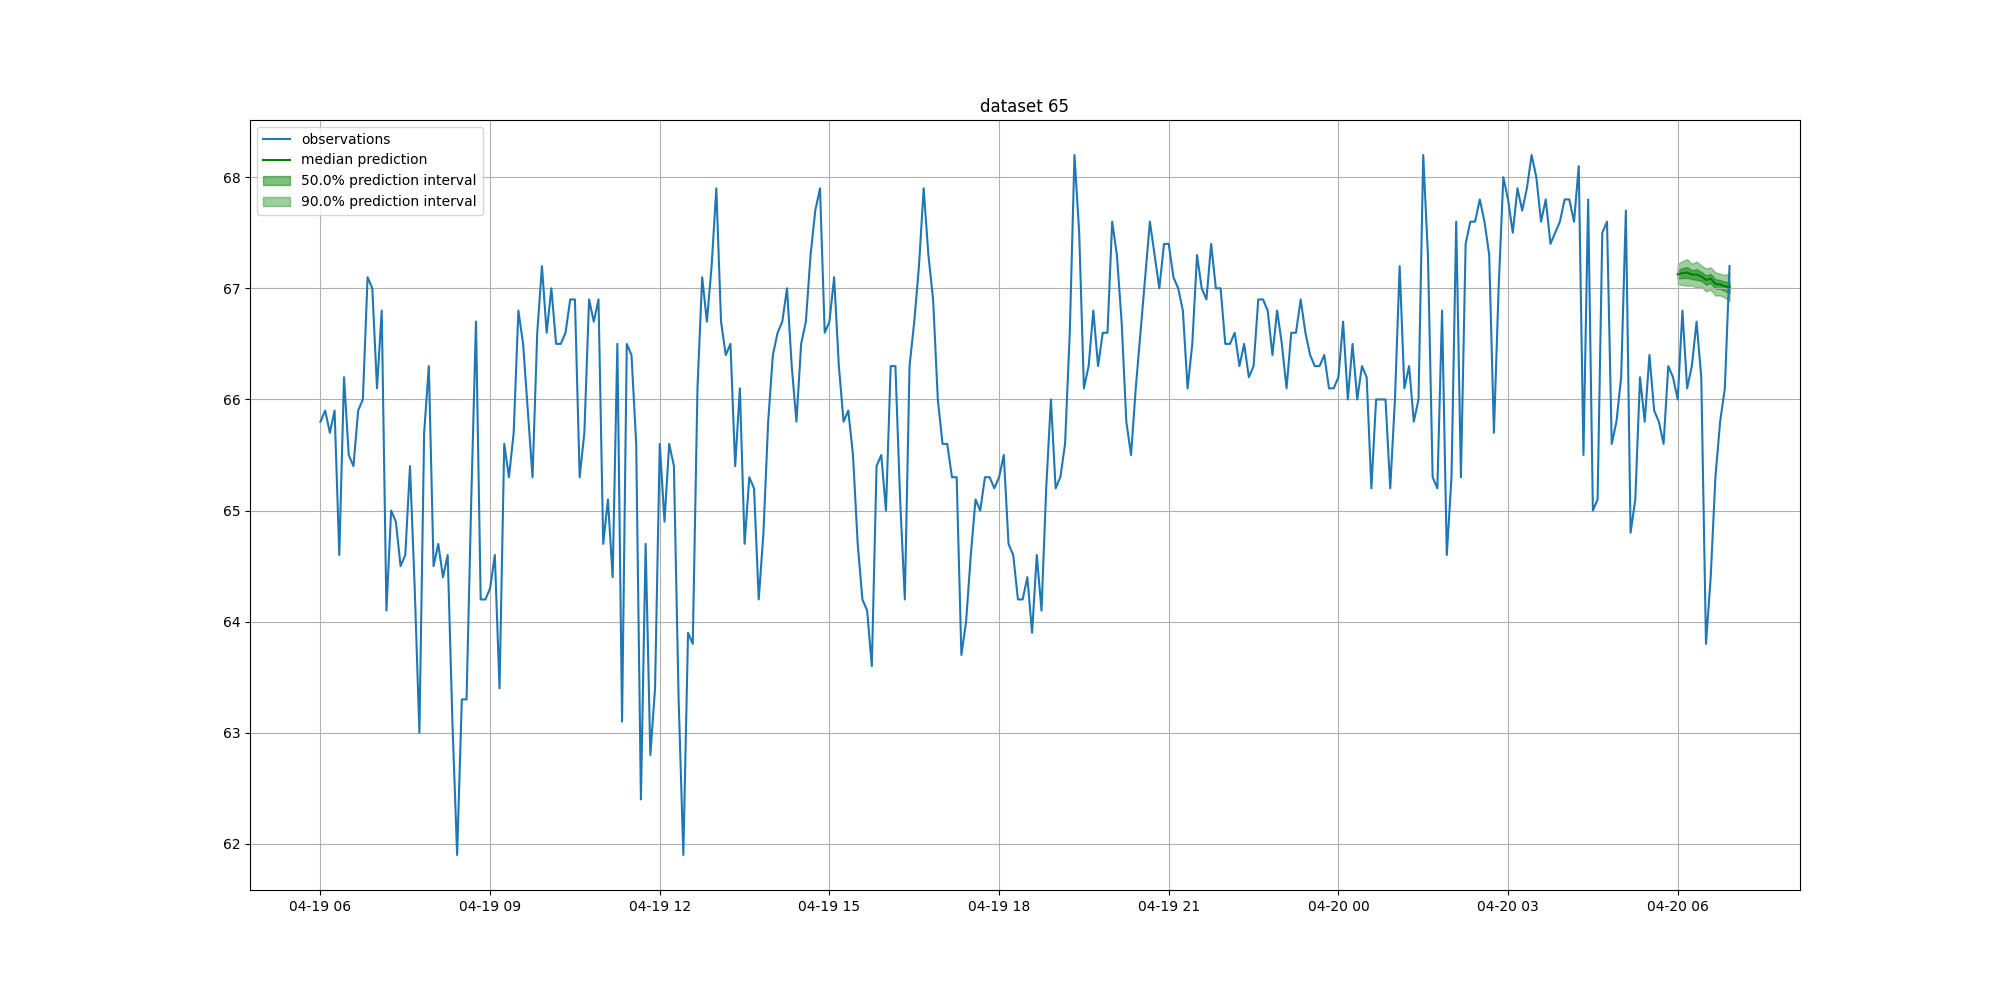 dataset 65
observations
median prediction
50.0% prediction interval
90.0% prediction interval
68
67
66
65
64
63
62
04-19 06 04-19 09 04-19 12 04-19 15 04-19 18 04-19 21 04-20 00 04-20 03 04-20 06